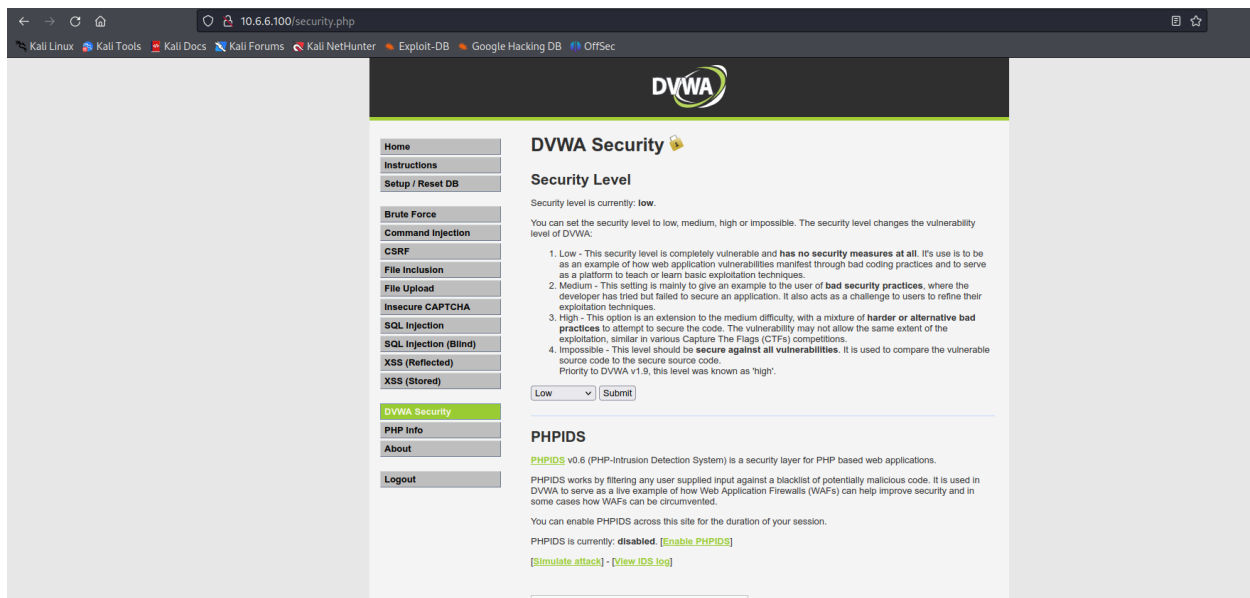 10.6.6.100/security.php
Kali Linux Kali Tools Kali Docs Kali Forums Kali NetHunter Exploit-DB Google Hacking DB OffSec
DVWA
Home
Instructions
Setup / Reset DB
Brute Force
Command Injection
CSRF
File Inclusion
File Upload
Insecure CAPTCHA
SQL Injection
SQL Injection (Blind)
XSS (Reflected)
XSS (Stored)
DVWA Security
PHP Info
About
Logout
DVWA Security
Security Level
Security level is currently: low.
You can set the security level to low, medium, high or impossible. The security level changes the vulnerability
level of DVWA:
1. Low - This security level is completely vulnerable and has no security measures at all. It's use is to be
as an example of how web application vulnerabilities manifest through bad coding practices and to serve
as a platform to teach or learn basic exploitation techniques.
2. Medium - This setting is mainly to give an example to the user of bad security practices, where the
developer has tried but failed to secure an application. It also acts as a challenge to users to refine their
exploitation techniques.
3. High - This option is an extension to the medium difficulty, with a mixture of harder or alternative bad
practices to attempt to secure the code. The vulnerability may not allow the same extent of the
exploitation, similar in various Capture The Flags (CTFs) competitions.
4. Impossible - This level should be secure against all vulnerabilities. It is used to compare the vulnerable
source code to the secure source code.
Priority to DVWA v1.9, this level was known as 'high'.
Low Submit
PHPIDS
PHPIDS v0.6 (PHP-Intrusion Detection System) is a security layer for PHP based web applications.
PHPIDS works by filtering any user supplied input against a blacklist of potentially malicious code. It is used in
DVWA to serve as a live example of how Web Application Firewalls (WAFs) can help improve security and in
some cases how WAFs can be circumvented.
You can enable PHPIDS across this site for the duration of your session.
PHPIDS is currently: disabled. [Enable PHPIDS]
[Simulate attack] - [View IDS log]